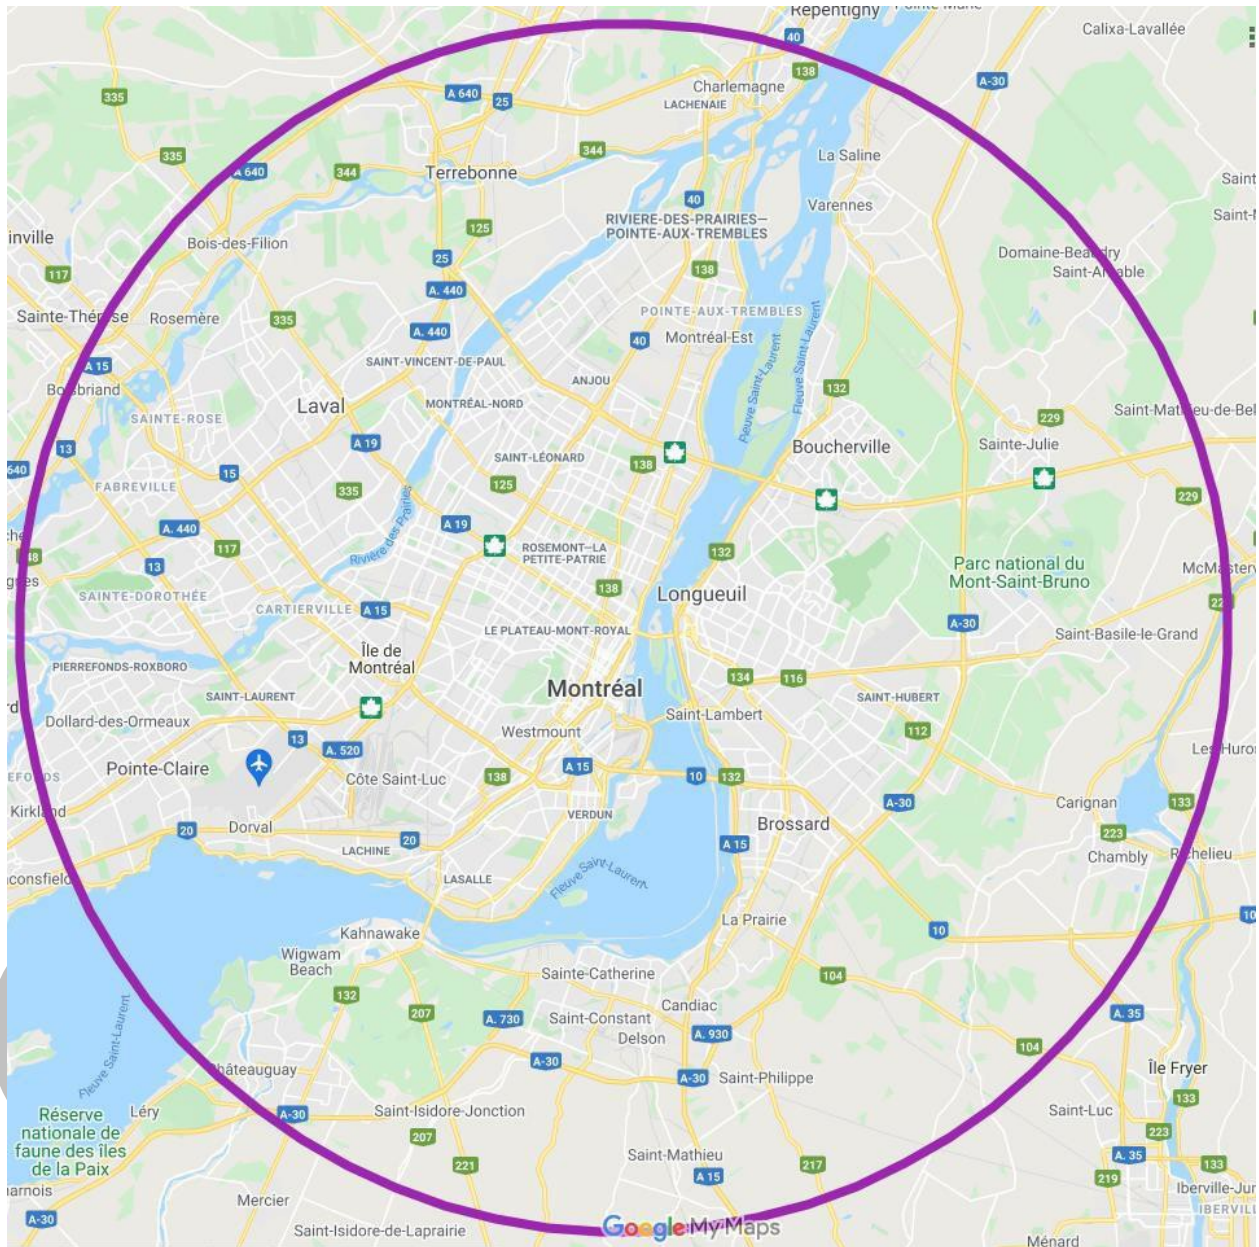 Repentigny
Calixa-Lavallée
40
138
Charlemagne
LACHENAIE
A-30
335
A 640
25
335
344
A 640
344
Terrebonne
La Saline
40
Varennes
RIVIERE-DES-PRAIRIES—
POINTE-AUX-TREMBLES
125
Bois-des-Filion
25
138
Domaine-Beaudry
Saint-Amable
117
A. 440
Sainte-Thérèse
Rosemère
335
A. 440
POINTE-AUX-TREMBLES
Montréal-Est
40
SAINT-VINCENT-DE-PAUL
A 15
Boisbriand
ANJOU
132
Fleuve Saint-Laurent
Fleuve Saint-Laurent
Laval
MONTRÉAL-NORD
SAINTE-ROSE
229
Saint-Mathieu-de-Bel
Sainte-Julie
13
A 19
SAINT-LÉONARD
138
Boucherville
640
15
FABREVILLE
335
125
229
A. 440
117
A 19
Rivière des Prairies
ROSEMONT—LA
PETITE-PATRIE
132
13
Parc national du
Mont-Saint-Bruno
SAINTE-DOROTHÉE
CARTIERVILLE
A 15
138
Longueuil
LE PLATEAU-MONT-ROYAL
A-30
Saint-Basile-le-Grand
PIERREFONDS-ROXBORO
Île de
Montréal
134
116
SAINT-LAURENT
Montréal
SAINT-HUBERT
Dollard-des-Ormeaux
Saint-Lambert
Westmount
112
13
A. 520
Pointe-Claire
Côte Saint-Luc
138
A 15
10
132
A-30
Carignan
133
Kirkland
VERDUN
Brossard
20
Dorval
20
A 15
223
LACHINE
Chambly
Richelieu
LASALLE
Fleuve Saint-Laurent
La Prairie
10
10
Kahnawake
Wigwam
Beach
Sainte-Catherine
104
132
207
Candiac
A. 730
Saint-Constant
Delson
A. 930
A. 35
104
Fleuve Saint-Laurent
A-30
Châteauguay
A-30
Saint-Philippe
Île Fryer
133
Réserve
nationale de
faune des îles
de la Paix
Léry
A-30
Saint-Isidore-Jonction
Saint-Luc
207
223
Saint-Mathieu
A. 35
221
A 15
217
219
133
Mercier
A-30
Iberville-Jun
IBERVILL
Saint-Isidore-de-Laprairie
Google My Maps
Ménard